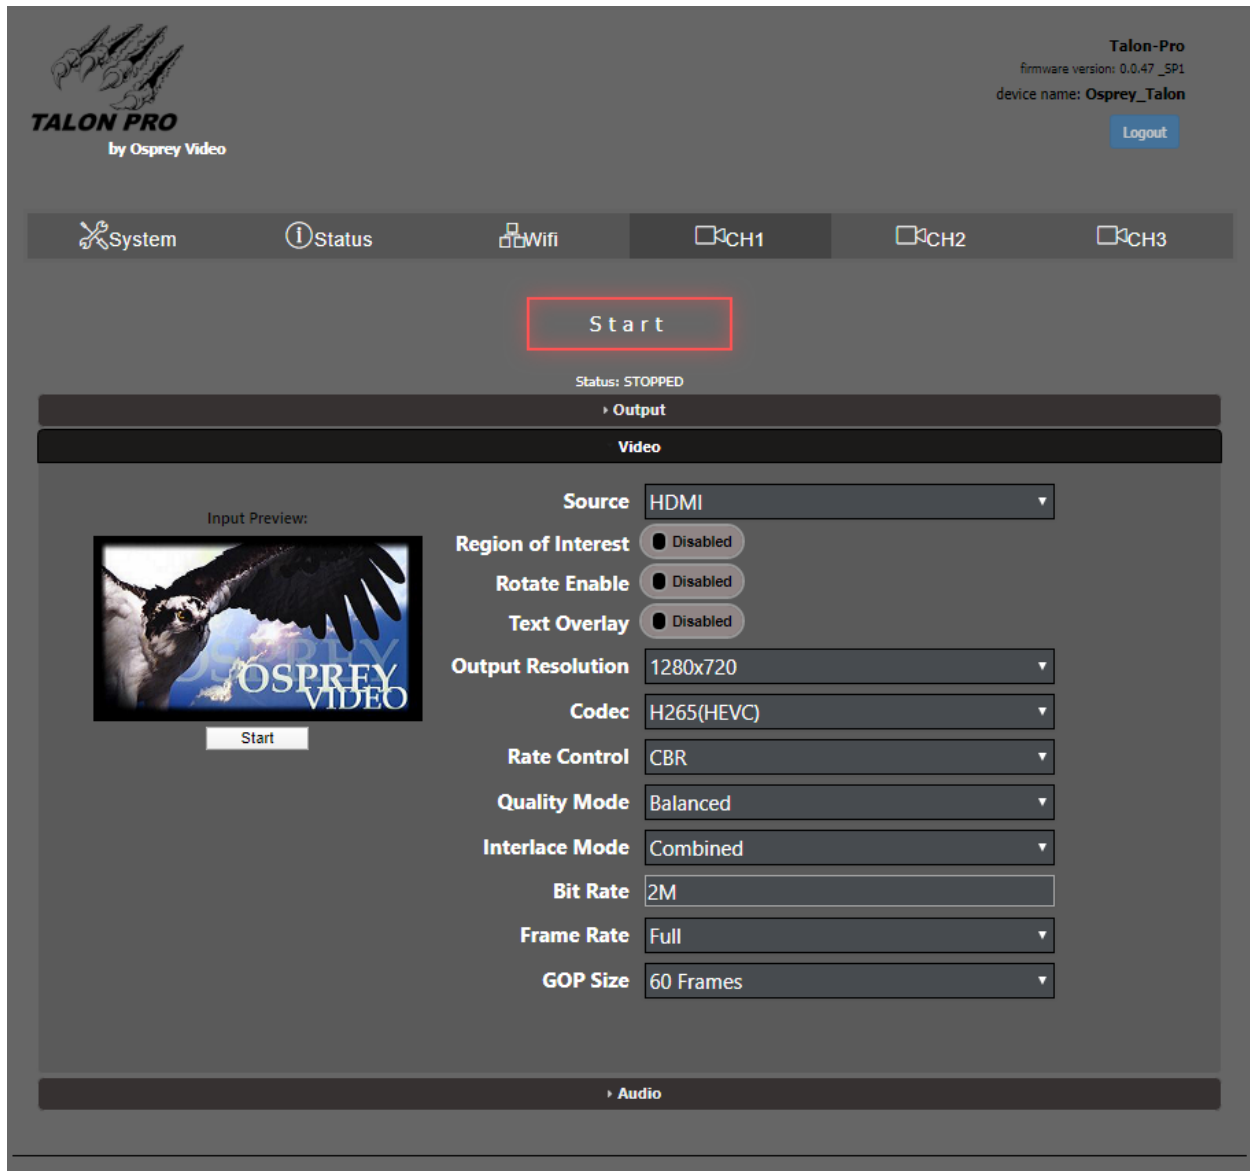 TALON PRO
by Osprey Video
Talon-Pro
firmware version: 0.0.47 _SP1
device name: Osprey_Talon
Logout
System
Status
Wifi
CH1
CH2
CH3
Start
Status: STOPPED
Output
Video
Input Preview:
OSPREY
OSPREY
VIDEO
Start
Source HDMI
Region of Interest Disabled
Rotate Enable Disabled
Text Overlay Disabled
Output Resolution 1280x720
Codec H265(HEVC)
Rate Control CBR
Quality Mode Balanced
Interlace Mode Combined
Bit Rate 2M
Frame Rate Full
GOP Size 60 Frames
Audio